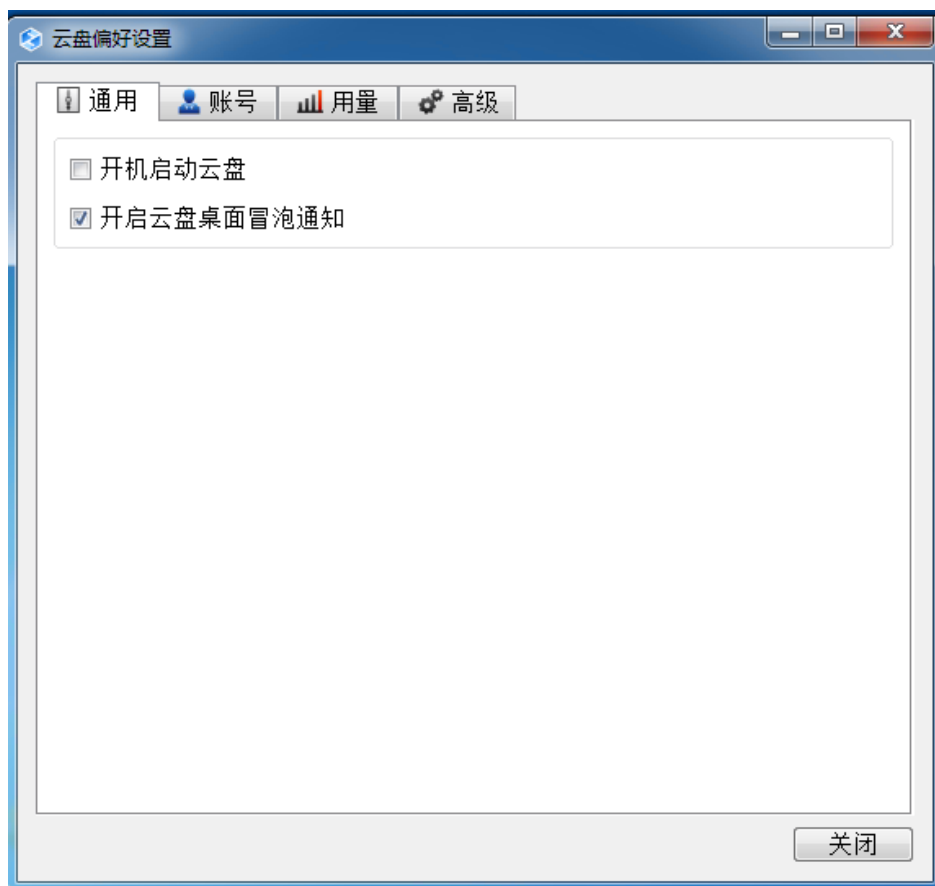 云盘偏好设置
通用 账号 用量 高级
开机启动云盘
开启云盘桌面冒泡通知
关闭